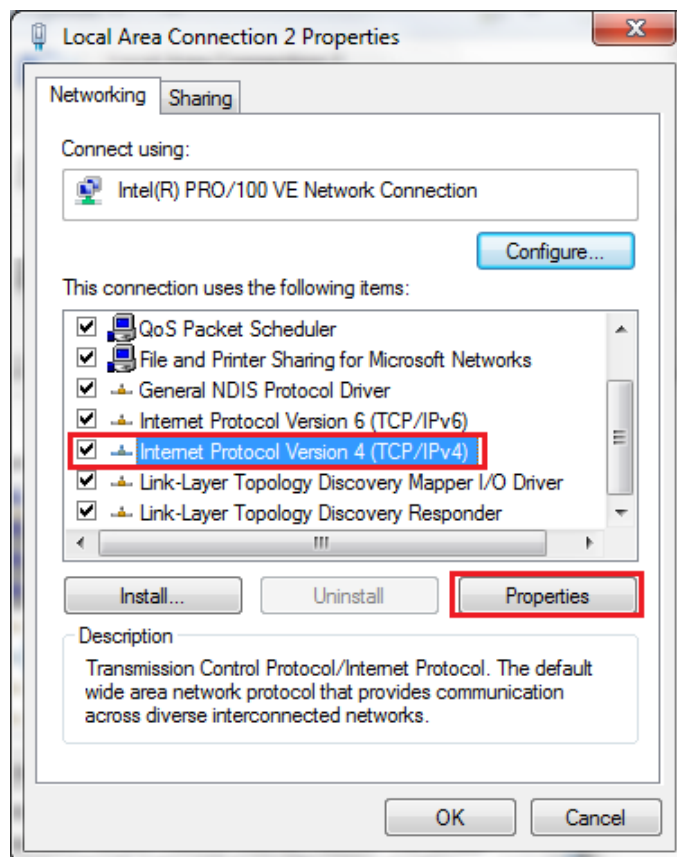 Local Area Connection 2 Properties
Networking
Sharing
Connect using:
Intel(R) PRO/100 VE Network Connection
Configure...
This connection uses the following items:
QoS Packet Scheduler
File and Printer Sharing for Microsoft Networks
General NDIS Protocol Driver
Internet Protocol Version 6 (TCP/IPv6)
Internet Protocol Version 4 (TCP/IPv4)
Link-Layer Topology Discovery Mapper I/O Driver
Link-Layer Topology Discovery Responder
Install...
Uninstall
Properties
Description
Transmission Control Protocol/Internet Protocol. The default
wide area network protocol that provides communication
across diverse interconnected networks.
OK
Cancel